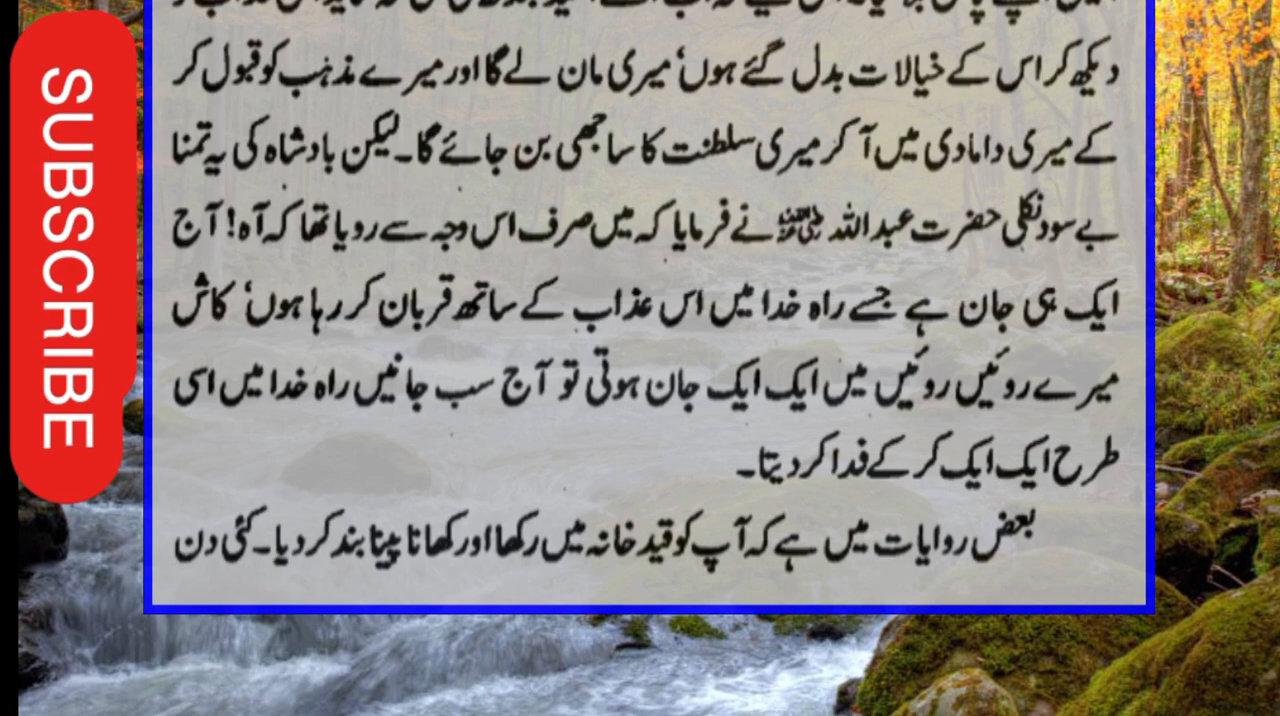 دیکھ کر اس کے خیالات بدل گئے ہوں، میری مان لے گا اور میرے مذہب کو قبول کر
کے میری دامادی میں آ کر میری سلطنت کا ساجھی بن جائے گا۔ لیکن بادشاہ کی یہ تمنا
بے سود نکلی حضرت عبداللہ رضی اللہ عنہ نے فرمایا کہ میں صرف اس وجہ سے رویا تھا کہ آہ! آج
ایک ہی جان ہے جسے راہ خدا میں اس عذاب کے ساتھ قربان کر رہا ہوں، کاش
میرے روئیں روئیں میں ایک ایک جان ہوتی تو آج سب جانیں راہ خدا میں اسی
طرح ایک ایک کر کے فدا کر دیتا۔
بعض روایات میں ہے کہ آپ کو قید خانہ میں رکھا اور کھانا پینا بند کر دیا۔ کئی دن
SUBSCRIBE